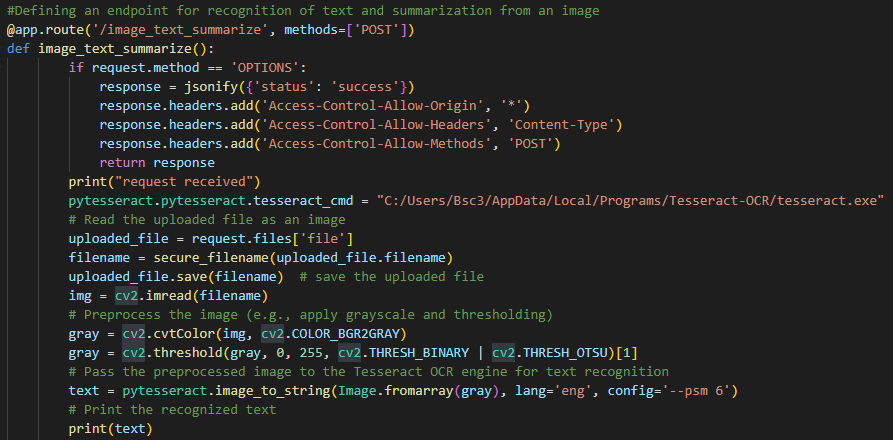 #Defining an endpoint for recognition of text and summarization from an image
@app.route('/image_text_summarize', methods=['POST'])
def image_text_summarize():
        if request.method == 'OPTIONS':
            response = jsonify({'status': 'success'})
            response.headers.add('Access-Control-Allow-Origin', '*')
            response.headers.add('Access-Control-Allow-Headers', 'Content-Type')
            response.headers.add('Access-Control-Allow-Methods', 'POST')
            return response
        print("request received")
        pytesseract.pytesseract.tesseract_cmd = "C:/Users/Bsc3/AppData/Local/Programs/Tesseract-OCR/tesseract.exe"
        # Read the uploaded file as an image
        uploaded_file = request.files['file']
        filename = secure_filename(uploaded_file.filename)
        uploaded_file.save(filename)  # save the uploaded file
        img = cv2.imread(filename)
        # Preprocess the image (e.g., apply grayscale and thresholding)
        gray = cv2.cvtColor(img, cv2.COLOR_BGR2GRAY)
        gray = cv2.threshold(gray, 0, 255, cv2.THRESH_BINARY | cv2.THRESH_OTSU)[1]
        # Pass the preprocessed image to the Tesseract OCR engine for text recognition
        text = pytesseract.image_to_string(Image.fromarray(gray), lang='eng', config='--psm 6')
        # Print the recognized text
        print(text)